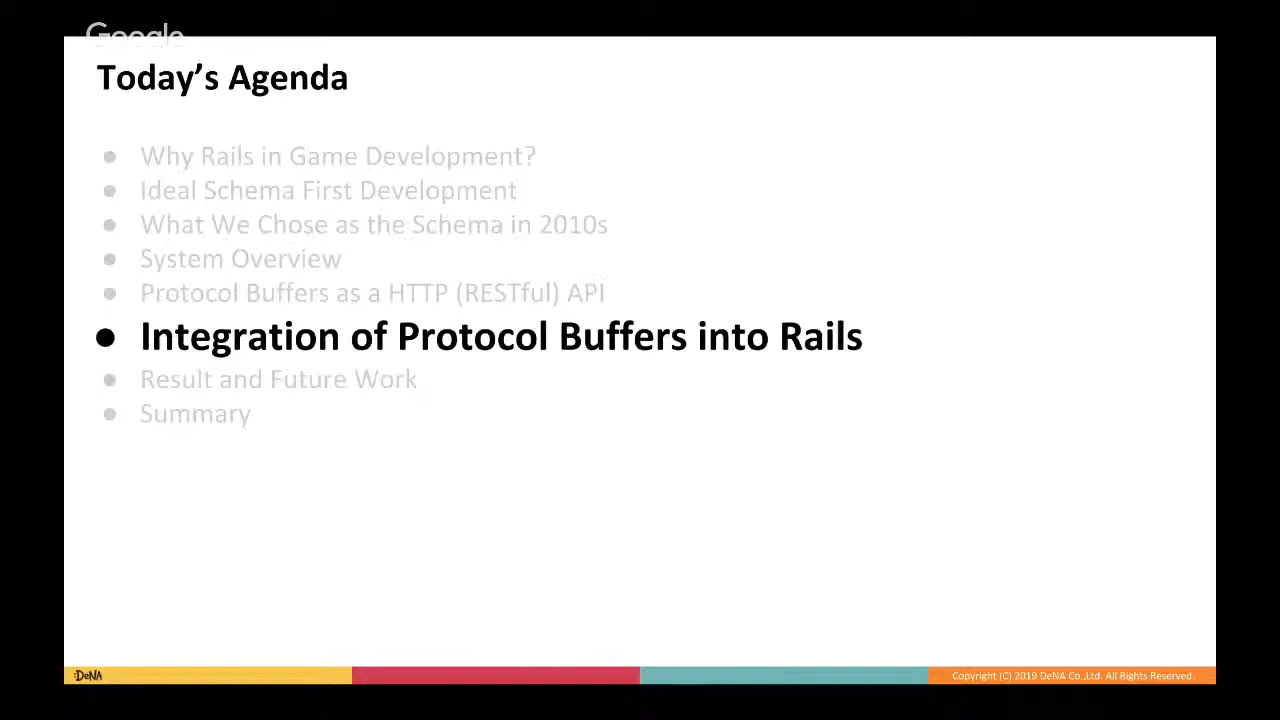 Google
Today’s Agenda
● Why Rails in Game Development?
● Ideal Schema First Development
● What We Chose as the Schema in 2010s
● System Overview
● Protocol Buffers as a HTTP (RESTful) API
● Integration of Protocol Buffers into Rails
● Result and Future Work
● Summary
:DeNA
Copyright (C) 2019 DeNA Co.,Ltd. All Rights Reserved.